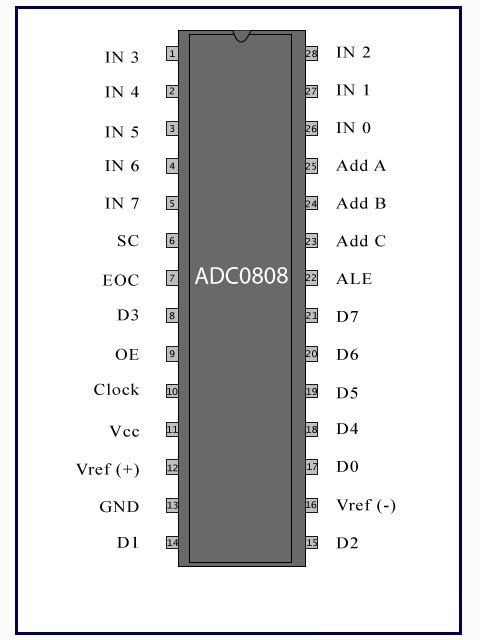 IN 3 1 28 IN 2
IN 4 2 27 IN 1
IN 5 3 26 IN 0
IN 6 4 25 Add A
IN 7 5 24 Add B
SC 6 23 Add C
ADC0808
EOC 7 22 ALE
D3 8 21 D7
OE 9 20 D6
Clock 10 19 D5
Vcc 11 18 D4
Vref (+) 12 17 D0
GND 13 16 Vref (-)
D1 14 15 D2